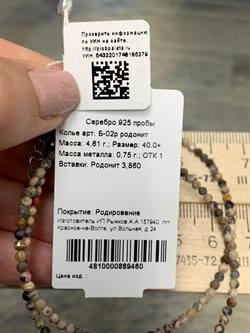 Проверить информацию
по УИН на сайте:
http://probpalata.ru
УИН: 6432201746186279
Серебро 925 пробы
Колье арт. Б-02р родонит
Масса: 4,61 г.; Размер: 40.0+
Масса металла: 0,75 г.; ОТК 1
Вставки: Родонит 3,860
Покрытие: Родирование
Изготовитель ИП Рыжков А.А.157940, пгт
Красное-на-Волге, ул.Вольная, д.24
4810000889460
Цена изд. :